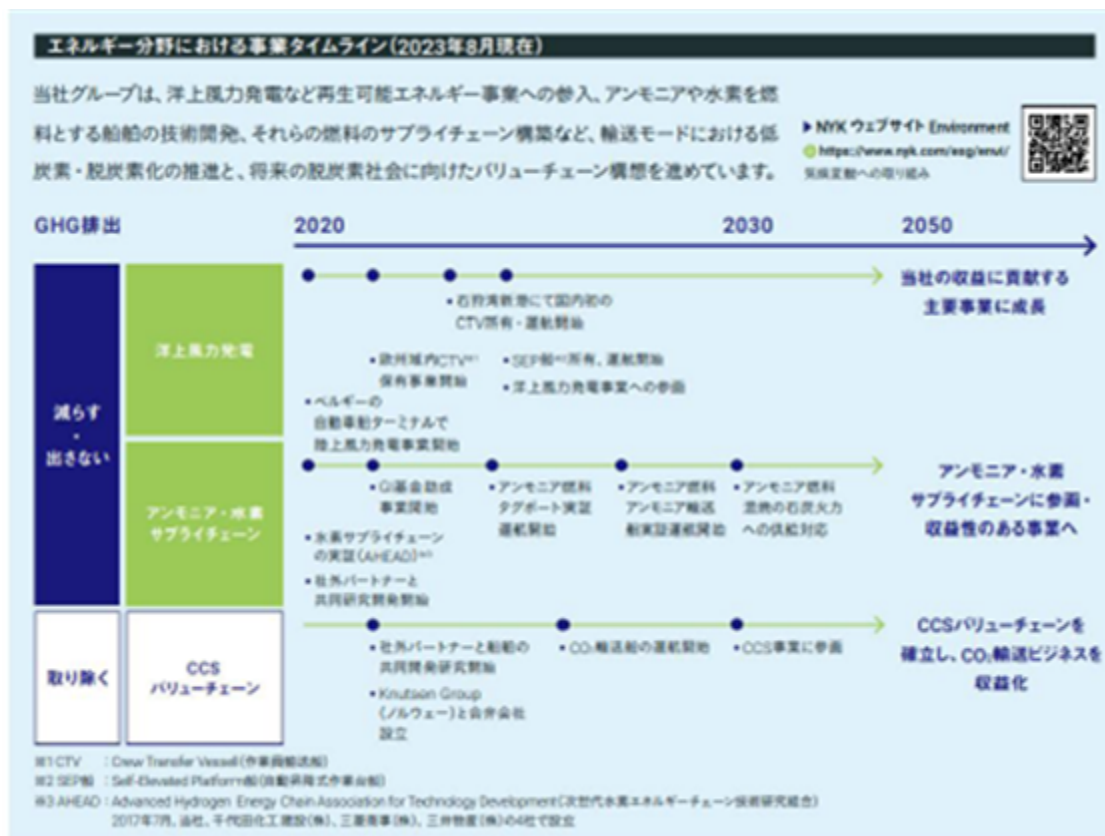 エネルギー分野における事業タイムライン(2023年8月現在)
当社グループは、洋上風力発電など再生可能エネルギー事業への参入、アンモニアや水素を燃
料とする船舶の技術開発、それらの燃料のサプライチェーン構築など、輸送モードにおける低
炭素・脱炭素化の推進と、将来の脱炭素社会に向けたバリューチェーン構想を進めています。
▶NYK ウェブサイト Environment
https://www.nyk.com/esg/envt/
気候変動への取り組み
GHG排出
2020
2030
2050
減らす
・
出さない
洋上風力発電
• ベルギーの
自動車船ターミナルで
陸上風力発電事業開始
• 欧州域内CTV※1
保有事業開始
• 石狩湾新港にて国内初の
CTV所有・運航開始
• SEP船※2所有、運航開始
• 洋上風力発電事業への参画
当社の収益に貢献する
主要事業に成長
アンモニア・水素
サプライチェーン
• 水素サプライチェーン
の実証(AHEAD)※3
• 社外パートナーと
共同研究開発開始
• GI基金助成
事業開始
• アンモニア燃料
タグボート実証
運航開始
• アンモニア燃料
アンモニア輸送
船実証運航開始
• アンモニア燃料
混焼の石炭火力
への供給対応
アンモニア・水素
サプライチェーンに参画・
収益性のある事業へ
取り除く
CCS
バリューチェーン
• 社外パートナーと船舶の
共同開発研究開始
• Knutsen Group
(ノルウェー)と合弁会社
設立
• CO₂輸送船の運航開始
• CCS事業に参画
CCSバリューチェーンを
確立し、CO₂輸送ビジネスを
収益化
※1 CTV :Crew Transfer Vessel(作業員輸送船)
※2 SEP船 :Self-Elevated Platform船(自動昇降式作業台船)
※3 AHEAD :Advanced Hydrogen Energy Chain Association for Technology Development(次世代水素エネルギーチェーン技術研究組合)
2017年7月、当社、千代田化工建設(株)、三菱商事(株)、三井物産(株)の4社で設立